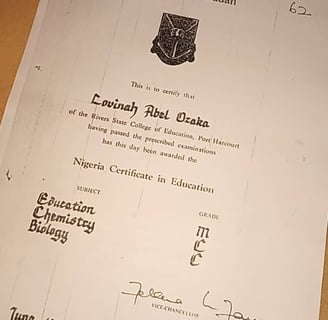 62
This is to certify that
Lovinah Abel Ozaka
of the Rivers State College of Education, Port Harcourt
having passed the prescribed examinations
has this day been awarded the
Nigeria Certificate in Education
SUBJECT GRADE
Education M
Chemistry C
Biology C
VICE-CHANCELLOR
June